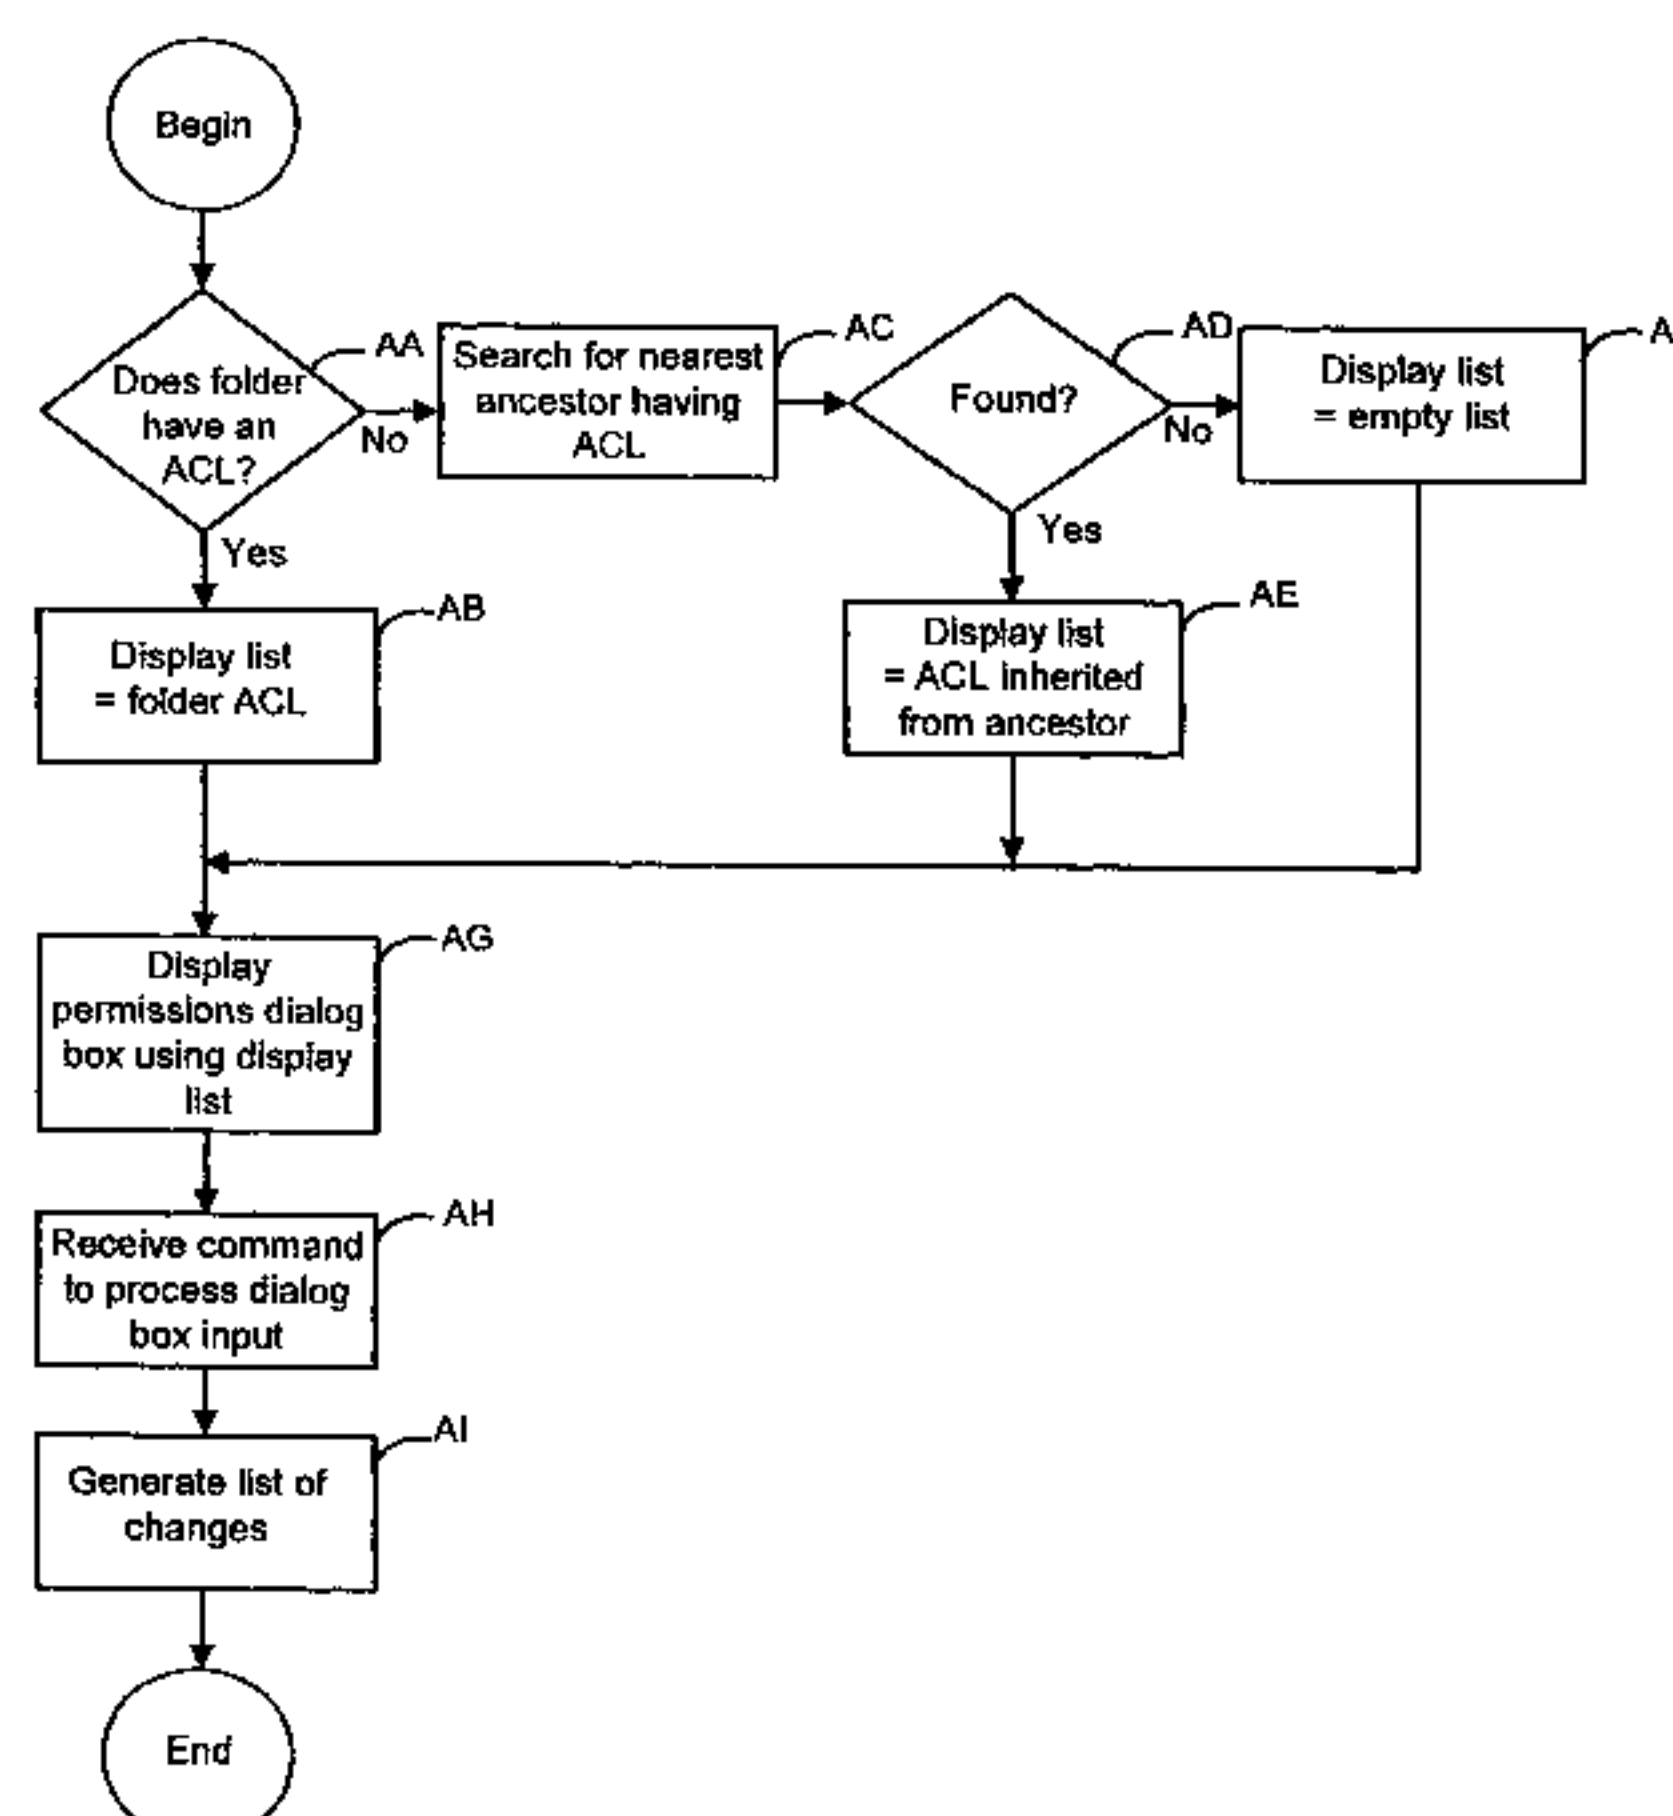 Begin
Does folder
have an
ACL?
AA
No
Yes
Search for nearest
ancestor having
ACL
AC
Found?
AD
No
Yes
Display list
= empty list
Display list
= folder ACL
AB
Display list
= ACL inherited
from ancestor
AE
Display
permissions dialog
box using display
list
AG
Receive command
to process dialog
box input
AH
Generate list of
changes
AI
End